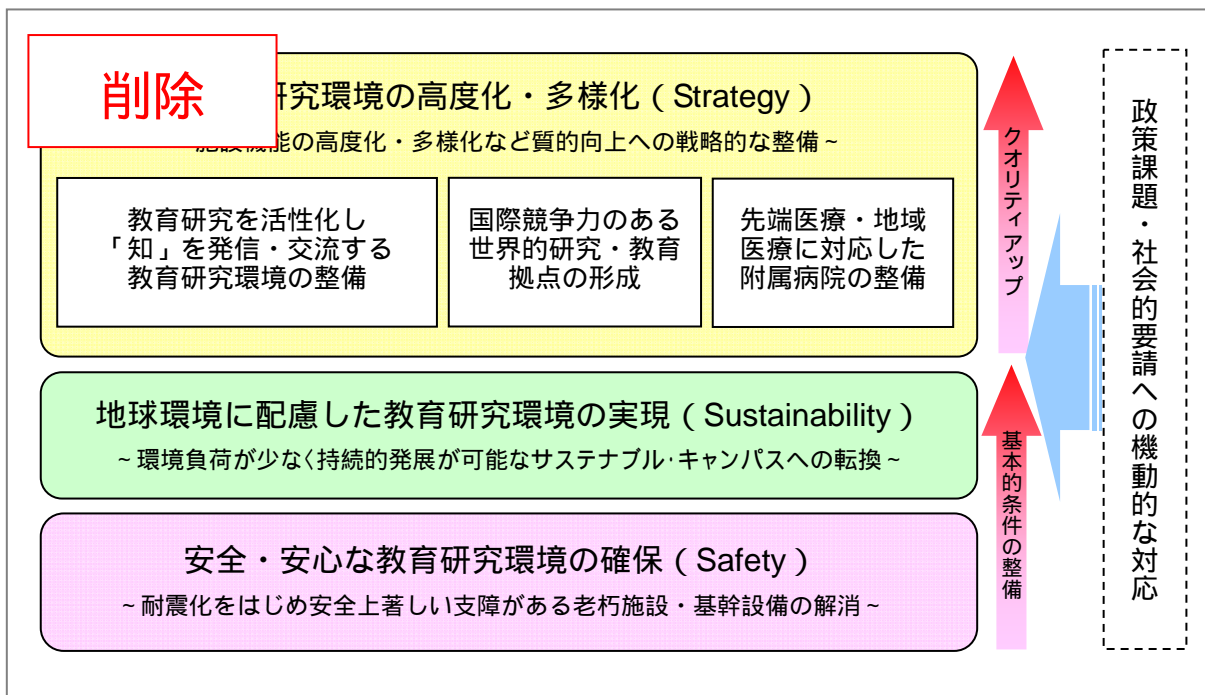 削除
研究環境の高度化・多様化（Strategy）
施設機能の高度化・多様化など質的向上への戦略的な整備~
教育研究を活性化し
「知」を発信・交流する
教育研究環境の整備
国際競争力のある
世界的研究・教育
拠点の形成
先端医療・地域
医療に対応した
附属病院の整備
地球環境に配慮した教育研究環境の実現（Sustainability）
~環境負荷が少なく持続的発展が可能なサステナブル・キャンパスへの転換~
安全・安心な教育研究環境の確保（Safety）
~耐震化をはじめ安全上著しい支障がある老朽施設・基幹設備の解消~
クオリティアップ
基本的条件の整備
政策課題・社会的要請への機動的な対応